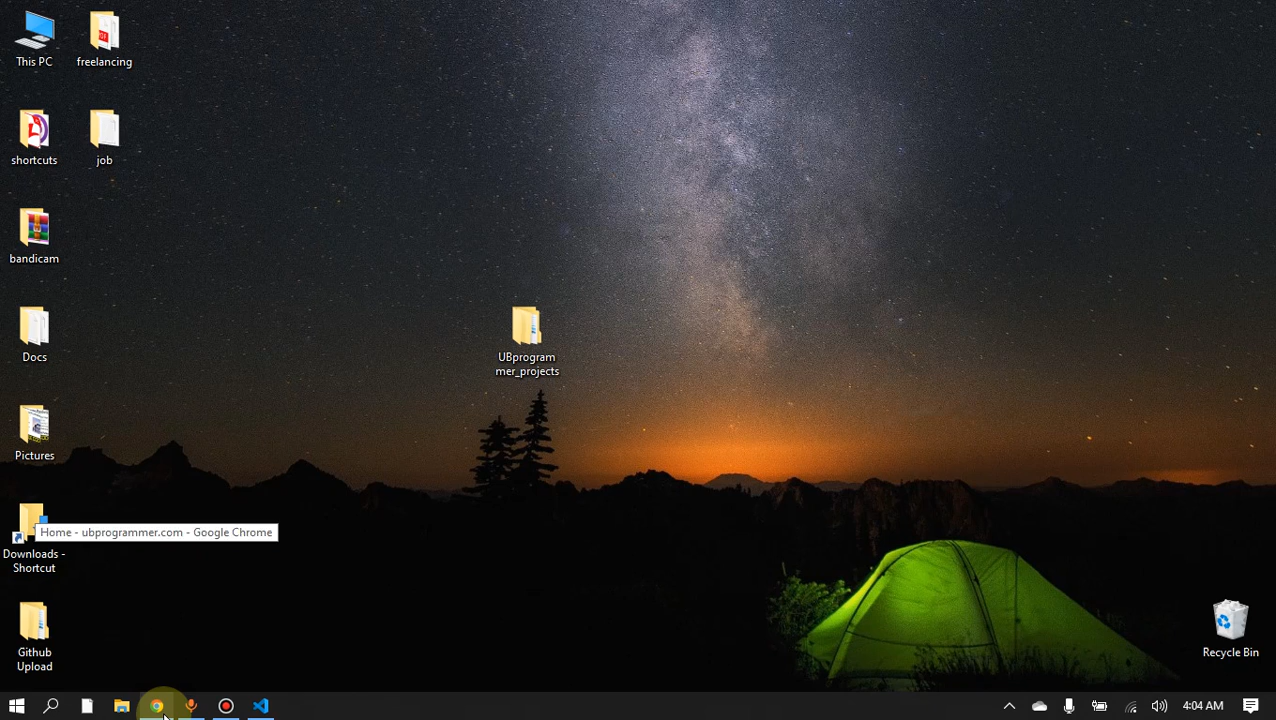 This PC
freelancing
shortcuts
job
bandicam
Docs
UBprogram
mer_projects
Pictures
Home - ubprogrammer.com - Google Chrome
Downloads -
Shortcut
Github
Upload
Recycle Bin
4:04 AM